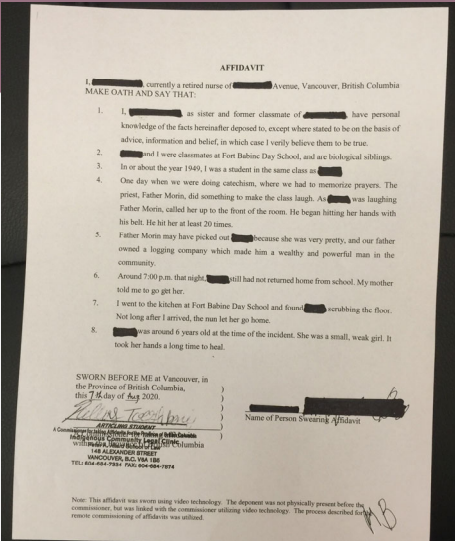 AFFIDAVIT
I, , currently a retired nurse of Avenue, Vancouver, British Columbia
MAKE OATH AND SAY THAT:
1. I, , as sister and former classmate of , have personal
knowledge of the facts hereinafter deposed to, except where stated to be on the basis of
advice, information and belief, in which case I verily believe them to be true.
2. and I were classmates at Fort Babine Day School, and are biological siblings.
3. In or about the year 1949, I was a student in the same class as
4. One day when we were doing catechism, where we had to memorize prayers. The
priest, Father Morin, did something to make the class laugh. As was laughing
Father Morin, called her up to the front of the room. He began hitting her hands with
his belt. He hit her at least 20 times.
5. Father Morin may have picked out because she was very pretty, and our father
owned a logging company which made him a wealthy and powerful man in the
community.
6. Around 7:00 p.m. that night, still had not returned home from school. My mother
told me to go get her.
7. I went to the kitchen at Fort Babine Day School and found scrubbing the floor.
Not long after I arrived, the nun let her go home.
8. was around 6 years old at the time of the incident. She was a small, weak girl. It
took her hands a long time to heal.
SWORN BEFORE ME at Vancouver, in
the Province of British Columbia,
this 7th day of Aug 2020.
ARTICLING STUDENT
A Commissioner for taking Affidavits for the Province of British Columbia
Indigenous Community Legal Clinic
Columbia
148 ALEXANDER STREET
VANCOUVER, B.C. V6A 1B5
TEL: 604-684-7334 FAX: 604-684-7874
Name of Person Swearing Affidavit
Note: This affidavit was sworn using video technology. The deponent was not physically present before the
commissioner, but was linked with the commissioner utilizing video technology. The process described for
remote commissioning of affidavits was utilized.
MB